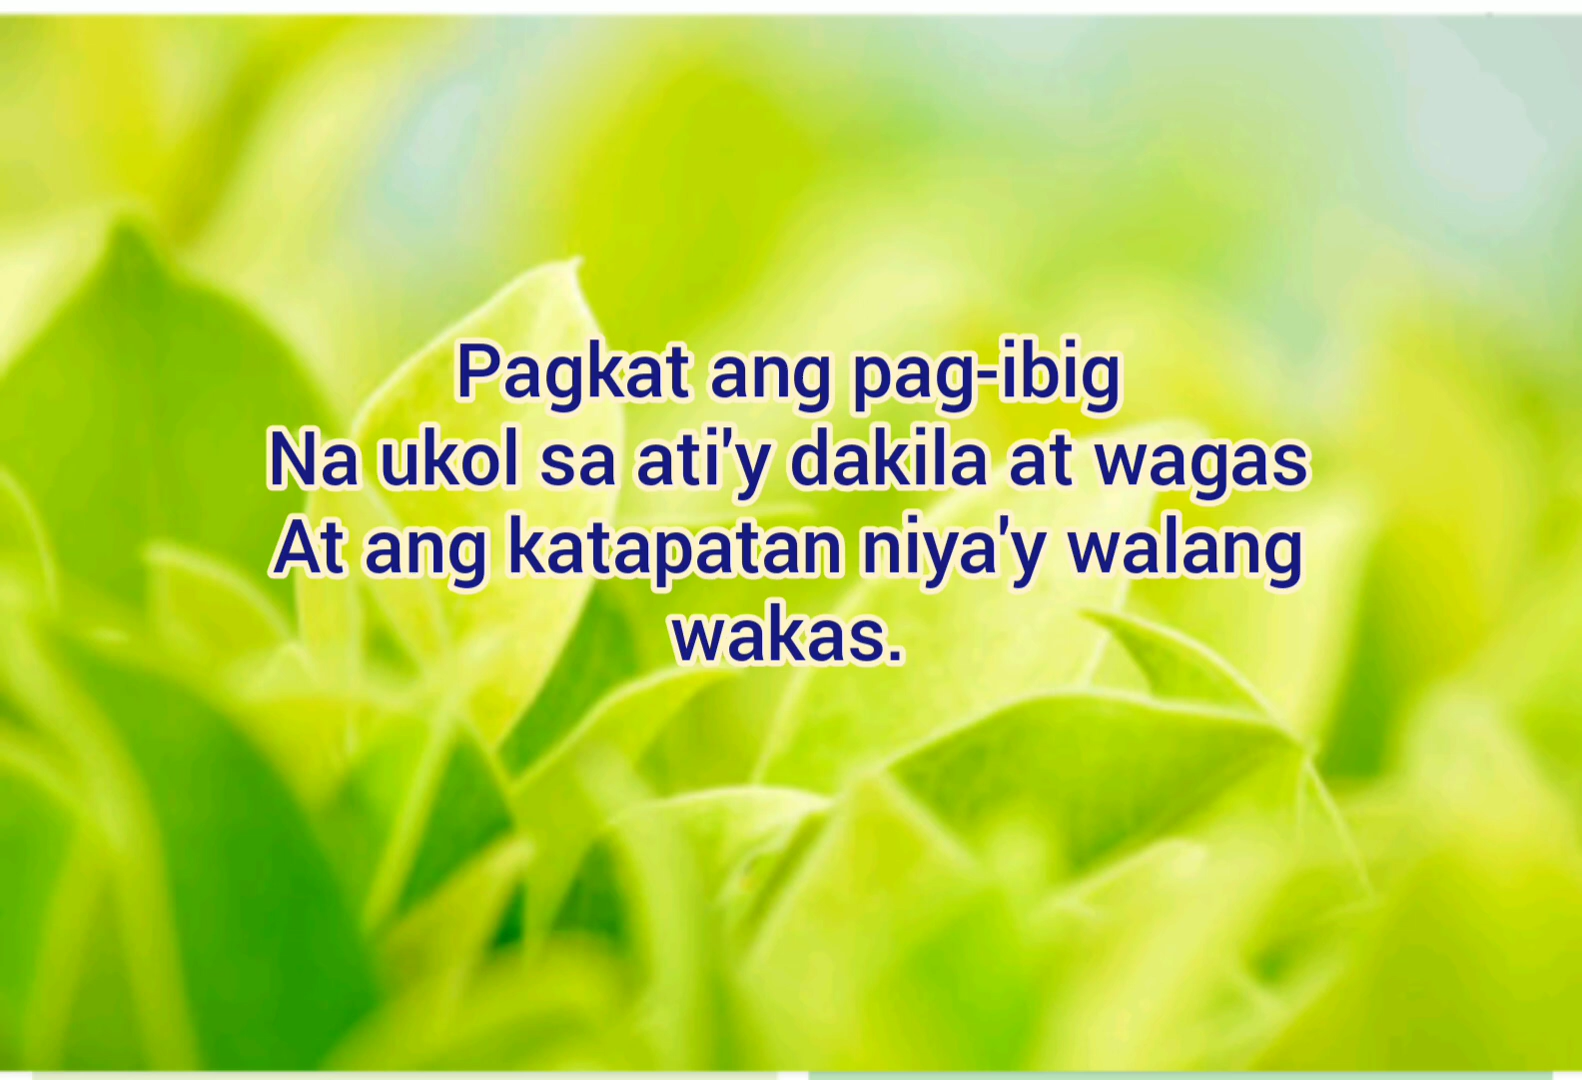 Pagkat ang pag-ibig
Na ukol sa ati'y dakila at wagas
At ang katapatan niya'y walang
wakas.